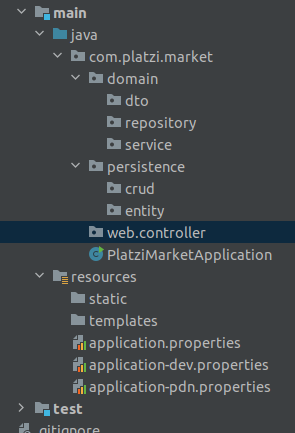 main
java
com.platzi.market
domain
dto
repository
service
persistence
crud
entity
web.controller
PlatziMarketApplication
resources
static
templates
application.properties
application-dev.properties
application-pdn.properties
test
.gitignore